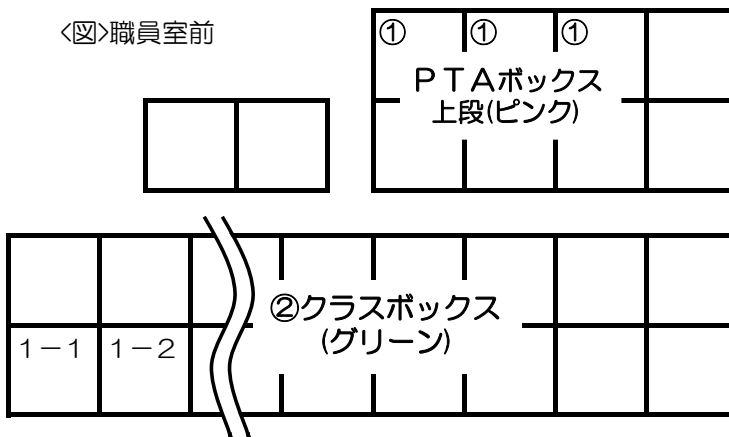 <図>職員室前
① ① ①
ＰＴＡボックス
上段(ピンク)
②クラスボックス
(グリーン)
１－１ １－２